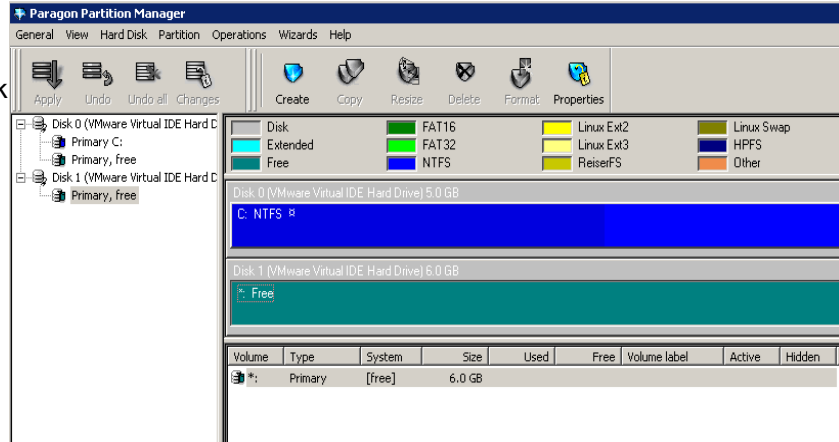 Paragon Partition Manager
General View Hard Disk Partition Operations Wizards Help
k
Apply Undo Undo all Changes Create Copy Resize Delete Format Properties
Disk 0 (VMware Virtual IDE Hard D
Primary C:
Primary, free
Disk 1 (VMware Virtual IDE Hard D
Primary, free
Disk FAT16 Linux Ext2 Linux Swap
Extended FAT32 Linux Ext3 HPFS
Free NTFS ReiserFS Other
Disk 0 (VMware Virtual IDE Hard Drive) 5.0 GB
C: NTFS ¤
Disk 1 (VMware Virtual IDE Hard Drive) 6.0 GB
*: Free
Volume Type System Size Used Free Volume label Active Hidden
*: Primary [free] 6.0 GB